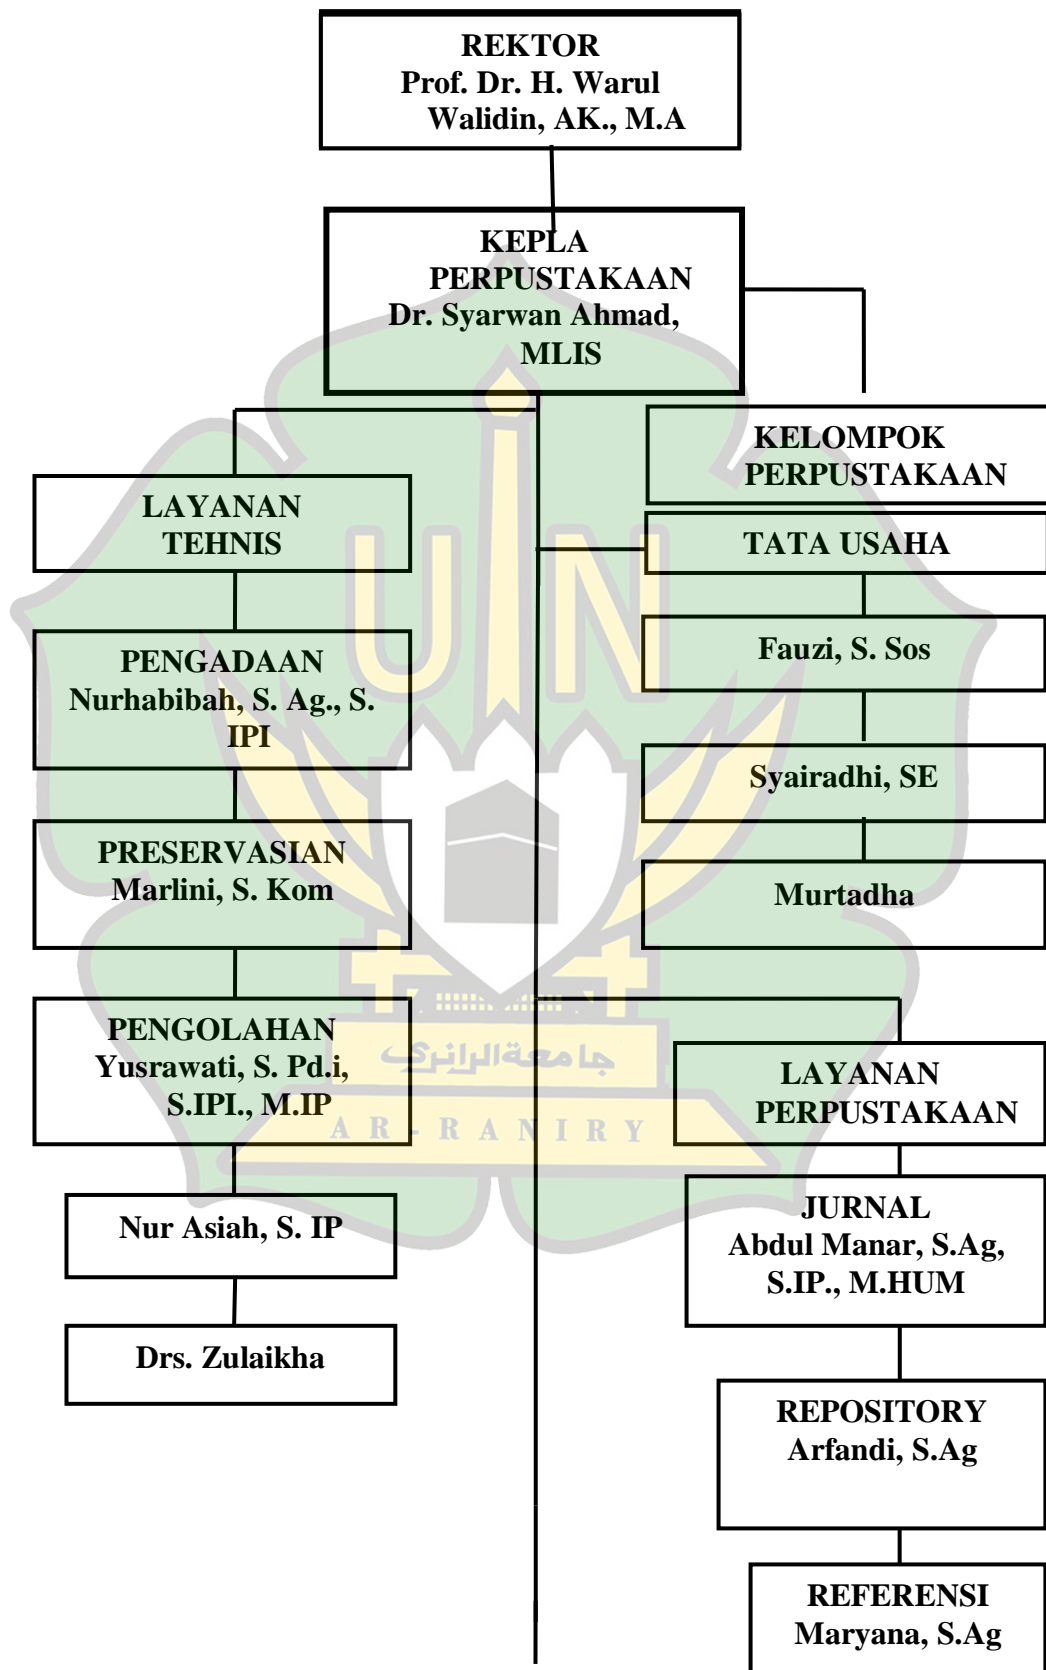 REKTOR
Prof. Dr. H. Warul
Walidin, AK., M.A
KEPLA
PERPUSTAKAAN
Dr. Syarwan Ahmad,
MLIS
KELOMPOK
PERPUSTAKAAN
LAYANAN
TEHNIS
TATA USAHA
PENGADAAN
Nurhabibah, S. Ag., S.
IPI
Fauzi, S. Sos
Syairadhi, SE
PRESERVASIAN
Marlini, S. Kom
Murtadha
PENGOLAHAN
Yusrawati, S. Pd.i,
S.IPI., M.IP
LAYANAN
PERPUSTAKAAN
Nur Asiah, S. IP
JURNAL
Abdul Manar, S.Ag,
S.IP., M.HUM
Drs. Zulaikha
REPOSITORY
Arfandi, S.Ag
REFERENSI
Maryana, S.Ag
UIN
جامعة الرانري
AR-RANIRY